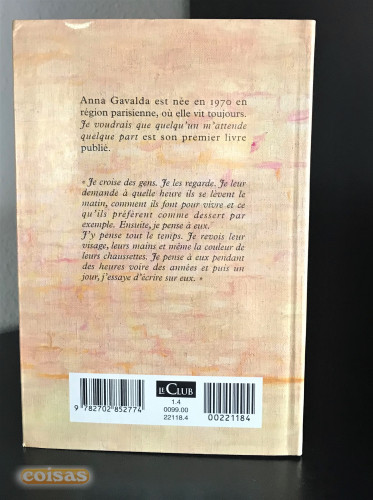 Anna Gavalda est née en 1970 en
région parisienne, où elle vit toujours.
Je voudrais que quelqu'un m'attende
quelque part est son premier livre
publié.
« Je croise des gens. Je les regarde. Je leur
demande à quelle heure ils se lèvent le
matin, comment ils font pour vivre et ce
qu'ils préfèrent comme dessert par
exemple. Ensuite, je pense à eux.
J'y pense tout le temps. Je revois leur
visage, leurs mains et même la couleur de
leurs chaussettes. Je pense à eux pendant
des heures voire des années et puis un
jour, j'essaye d'écrire sur eux. »
LE CLUB
1.4
0099.00
22118.4
9 782702 852774
00221184
coisas